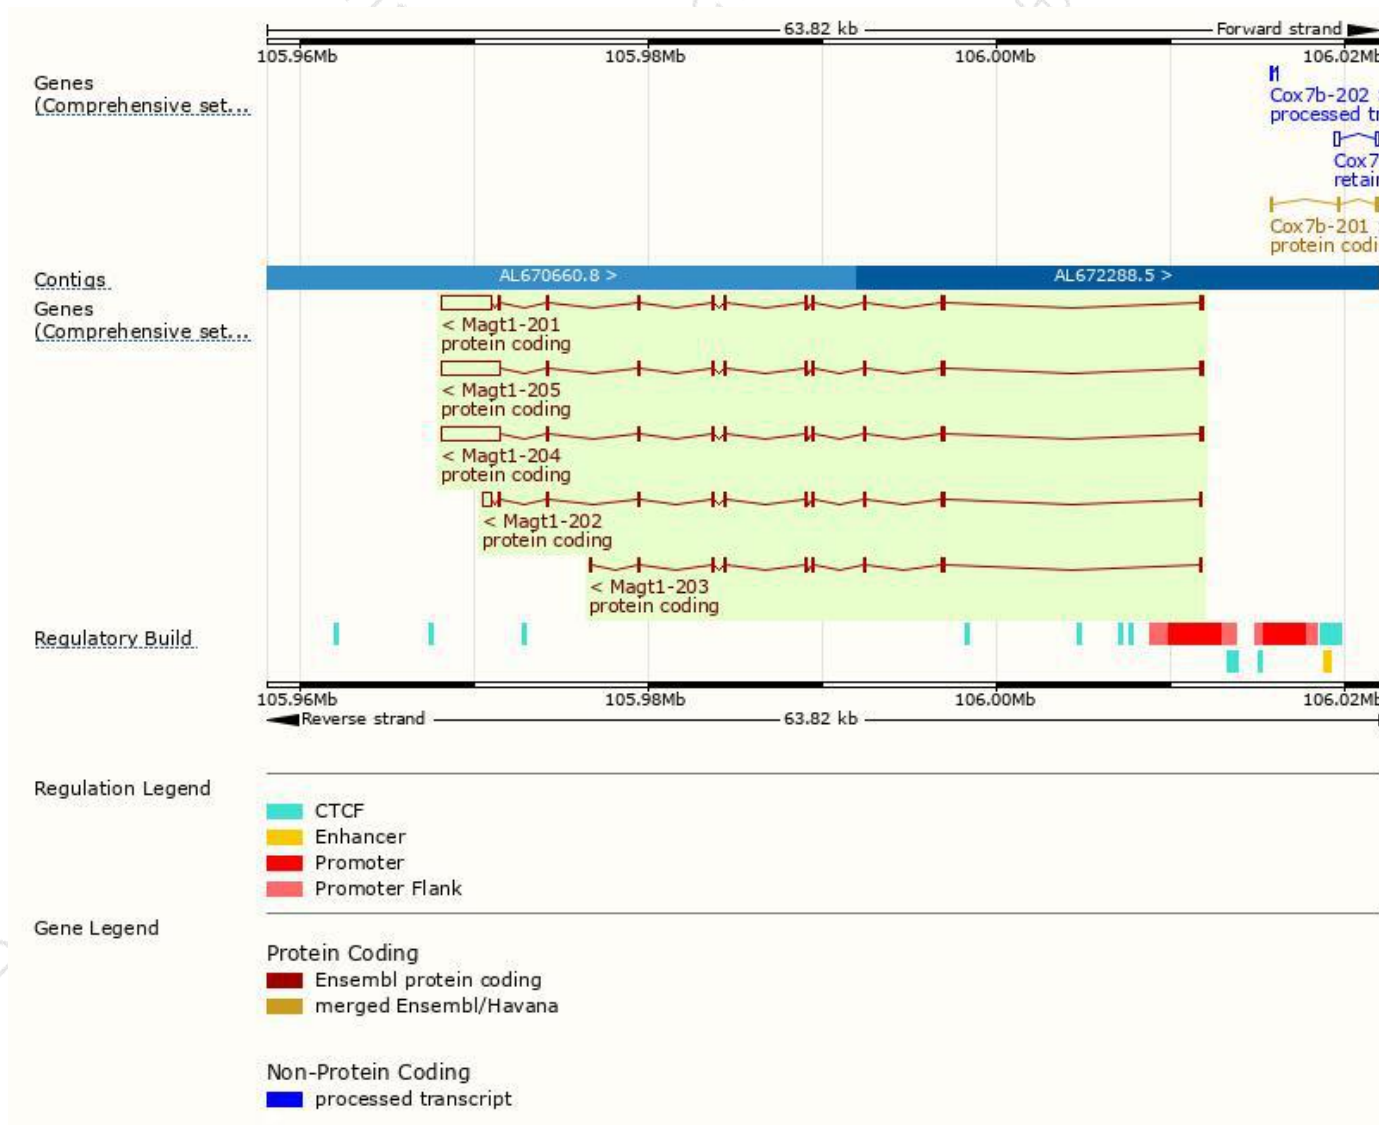 63.82 kb Forward strand
105.96Mb 105.98Mb 106.00Mb 106.02Mb
Genes
(Comprehensive set...
Cox7b-202
processed
Cox7b-201
protein
Contigs
AL670660.8 > AL672288.5 >
Genes
(Comprehensive set...
< Magt1-201
protein coding
< Magt1-205
protein coding
< Magt1-204
protein coding
< Magt1-202
protein coding
< Magt1-203
protein coding
Regulatory Build
105.96Mb 105.98Mb 106.00Mb 106.02Mb
Reverse strand 63.82 kb
Regulation Legend
CTCF
Enhancer
Promoter
Promoter Flank
Gene Legend
Protein Coding
Ensembl protein coding
merged Ensembl/Havana
Non-Protein Coding
processed transcript